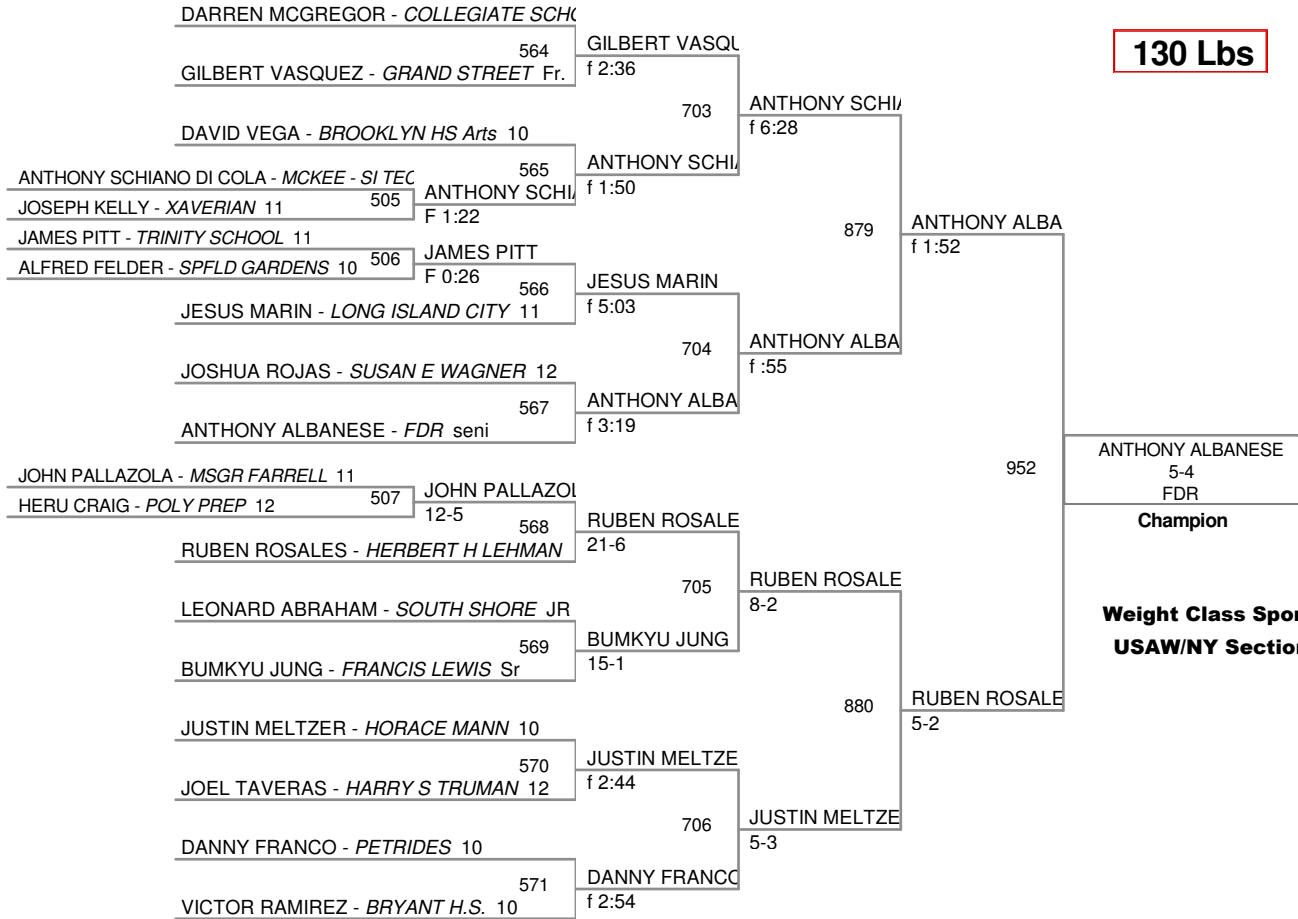 DARREN MCGREGOR - COLLEGIATE SCHO
564
GILBERT VASQU
f 2:36
GILBERT VASQUEZ - GRAND STREET Fr.
130 Lbs
703
ANTHONY SCHIA
f 6:28
DAVID VEGA - BROOKLYN HS Arts 10
565
ANTHONY SCHIA
f 1:50
ANTHONY SCHIANO DI COLA - MCKEE - SI TEC
505
ANTHONY SCHIA
F 1:22
JOSEPH KELLY - XAVERIAN 11
879
ANTHONY ALBA
f 1:52
JAMES PITT - TRINITY SCHOOL 11
506
JAMES PITT
F 0:26
ALFRED FELDER - SPFLD GARDENS 10
566
JESUS MARIN
f 5:03
JESUS MARIN - LONG ISLAND CITY 11
704
ANTHONY ALBA
f :55
JOSHUA ROJAS - SUSAN E WAGNER 12
567
ANTHONY ALBA
f 3:19
ANTHONY ALBANESE - FDR seni
952
ANTHONY ALBANESE
5-4
FDR
Champion
JOHN PALLAZOLA - MSGR FARRELL 11
507
JOHN PALLAZOL
12-5
HERU CRAIG - POLY PREP 12
568
RUBEN ROSALE
21-6
RUBEN ROSALES - HERBERT H LEHMAN
705
RUBEN ROSALE
8-2
LEONARD ABRAHAM - SOUTH SHORE JR
569
BUMKYU JUNG
15-1
BUMKYU JUNG - FRANCIS LEWIS Sr
Weight Class Spor
USAW/NY Section
880
RUBEN ROSALE
5-2
JUSTIN MELTZER - HORACE MANN 10
570
JUSTIN MELTZE
f 2:44
JOEL TAVERAS - HARRY S TRUMAN 12
706
JUSTIN MELTZE
5-3
DANNY FRANCO - PETRIDES 10
571
DANNY FRANCO
f 2:54
VICTOR RAMIREZ - BRYANT H.S. 10